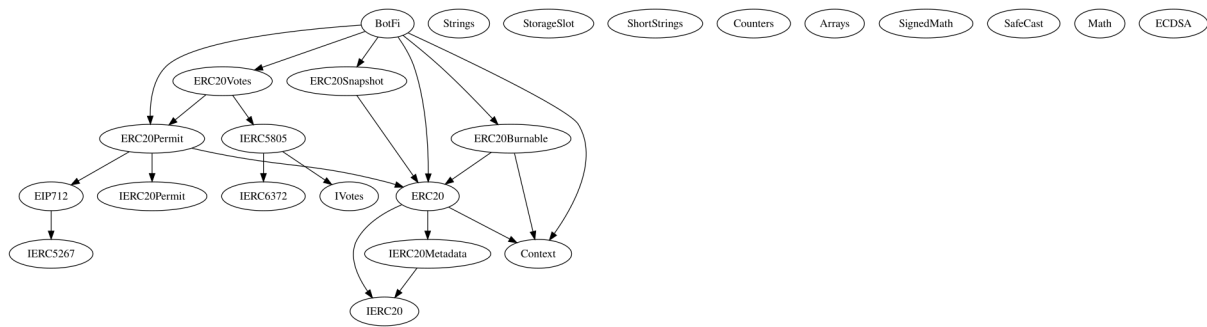 BotFi Strings StorageSlot ShortStrings Counters Arrays SignedMath SafeCast Math ECDSA
ERC20Votes ERC20Snapshot
ERC20Permit IERC5805 ERC20Burnable
EIP712 IERC20Permit IERC6372 IVotes ERC20
IERC5267 IERC20Metadata Context
IERC20